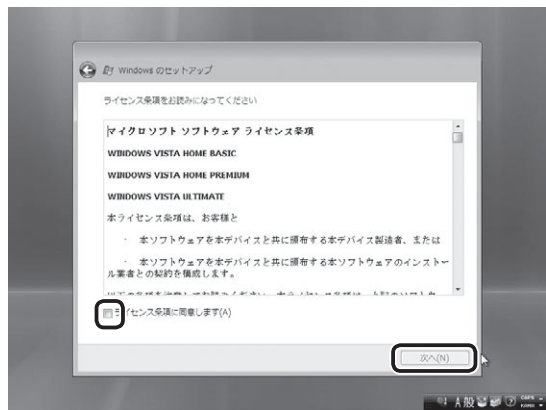 Windows のセットアップ
ライセンス条項をお読みになってください
マイクロソフト ソフトウェア ライセンス条項
WINDOWS VISTA HOME BASIC
WINDOWS VISTA HOME PREMIUM
WINDOWS VISTA ULTIMATE
本ライセンス条項は、お客様と
· 本ソフトウェアを本デバイスと共に頒布する本デバイス製造者、または
· 本ソフトウェアを本デバイスと共に頒布する本ソフトウェアのインストー
ル業者との契約を構成します。
ライセンス条項に同意します(A)
次へ(N)
A 般
CAPS
KANA